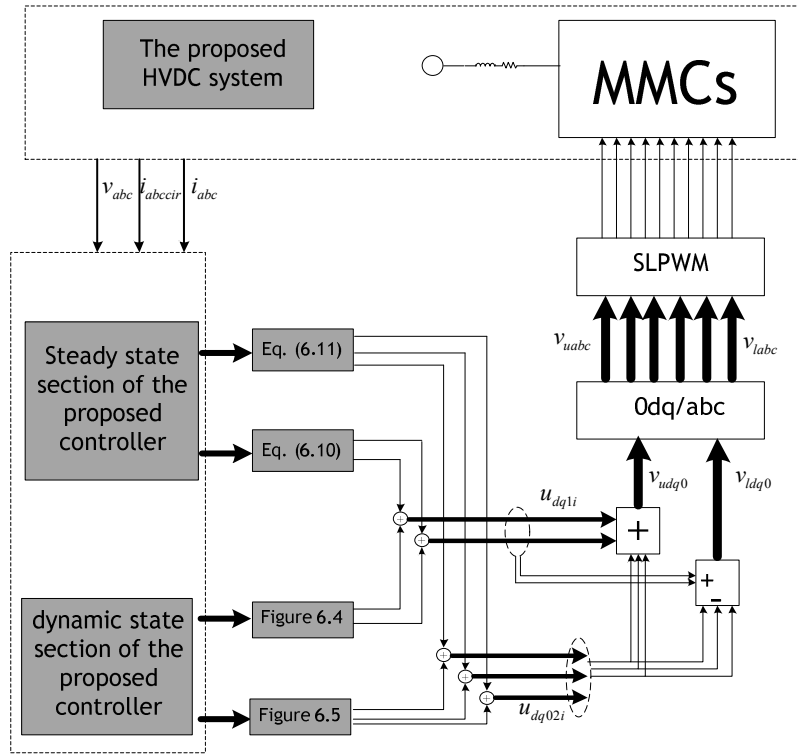 The proposed
HVDC system
MMCs
v_abc i_abccir i_abc
SLPWM
v_uabc
v_labc
Steady state
section of the
proposed
controller
Eq. (6.11)
0dq/abc
Eq. (6.10)
v_udq0
v_ldq0
u_dq1i
+
+
+
+
-
dynamic state
section of the
proposed
controller
Figure 6.4
+
+
+
Figure 6.5
u_dq02i